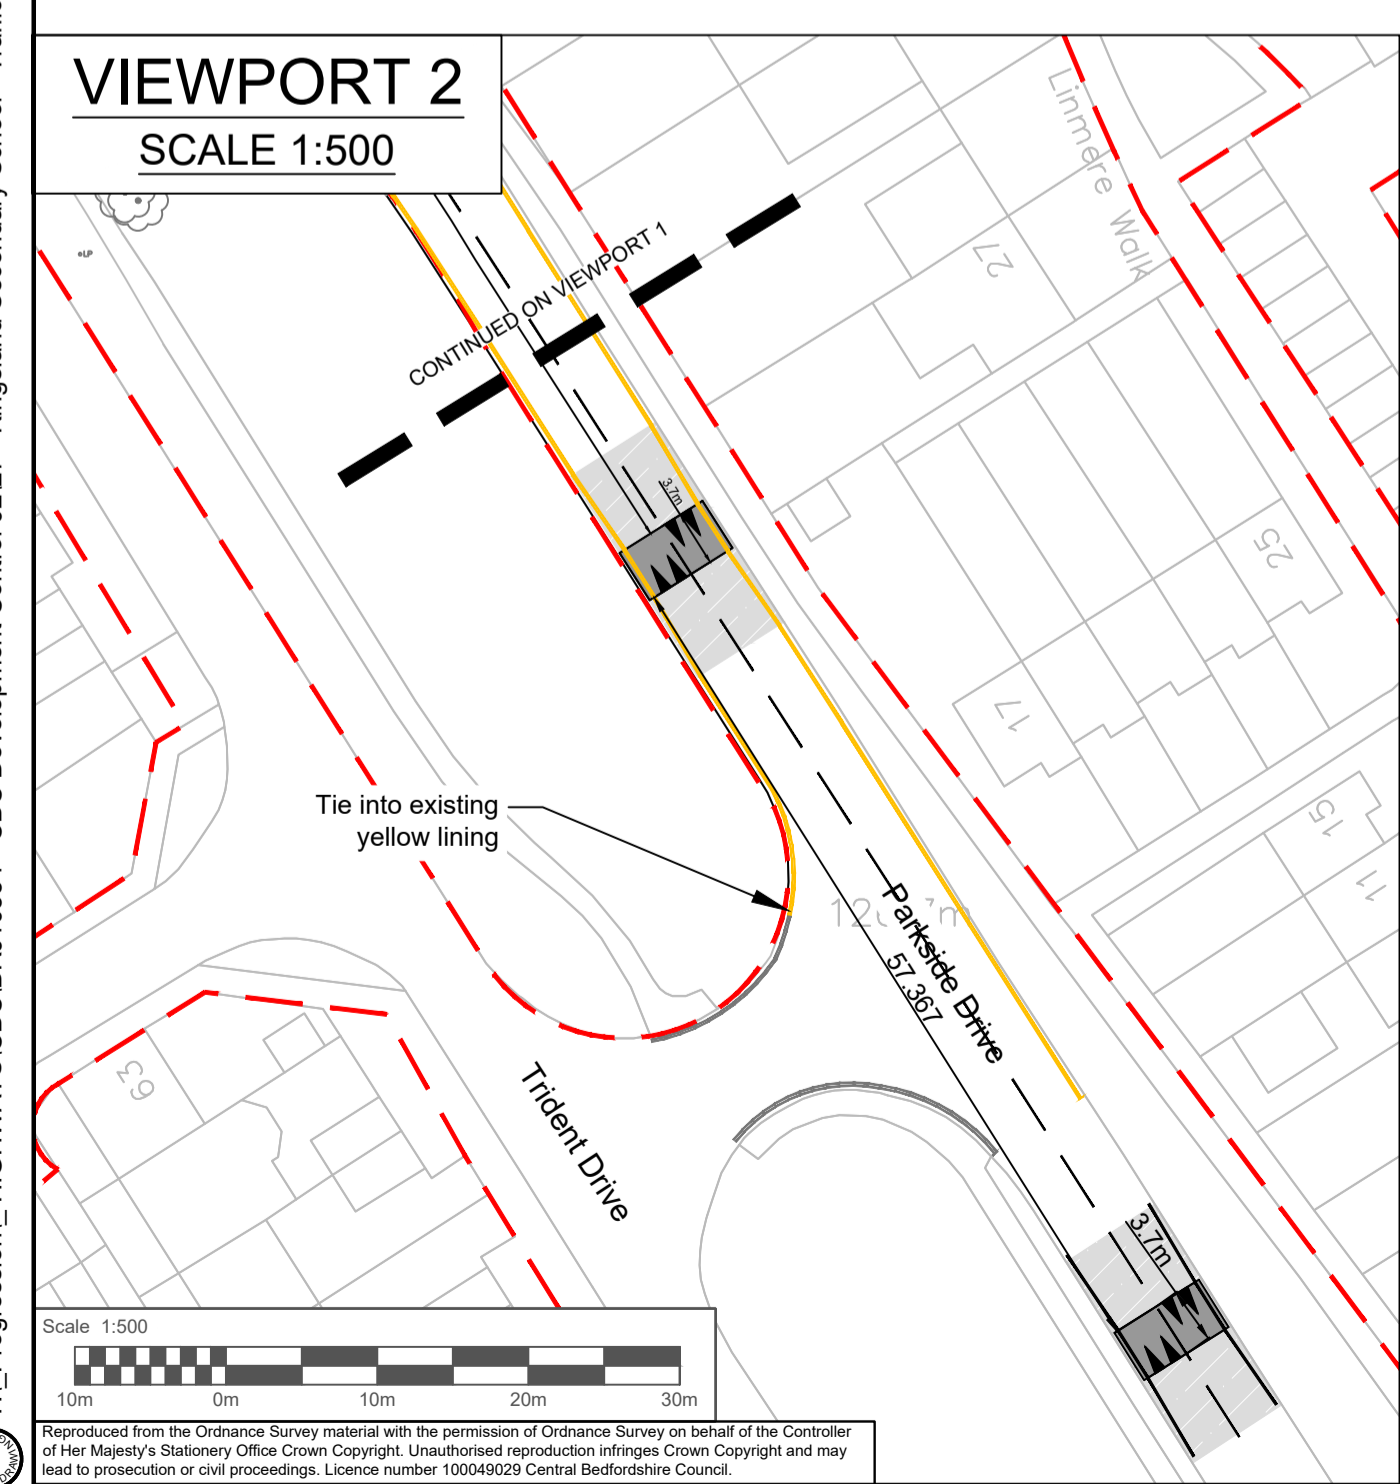 VIEWPORT 2
SCALE 1:500
LP
CONTINUED ON VIEWPORT 1
Linmere Walk
27
3.7m
25
17
15
11
Tie into existing
yellow lining
Parkside Drive
57.367
63
Trident Drive
3.7m
Scale 1:500
10m 0m 10m 20m 30m
Reproduced from the Ordnance Survey material with the permission of Ordnance Survey on behalf of the Controller
of Her Majesty's Stationery Office Crown Copyright. Unauthorised reproduction infringes Crown Copyright and may
lead to prosecution or civil proceedings. Licence number 100049029 Central Bedfordshire Council.